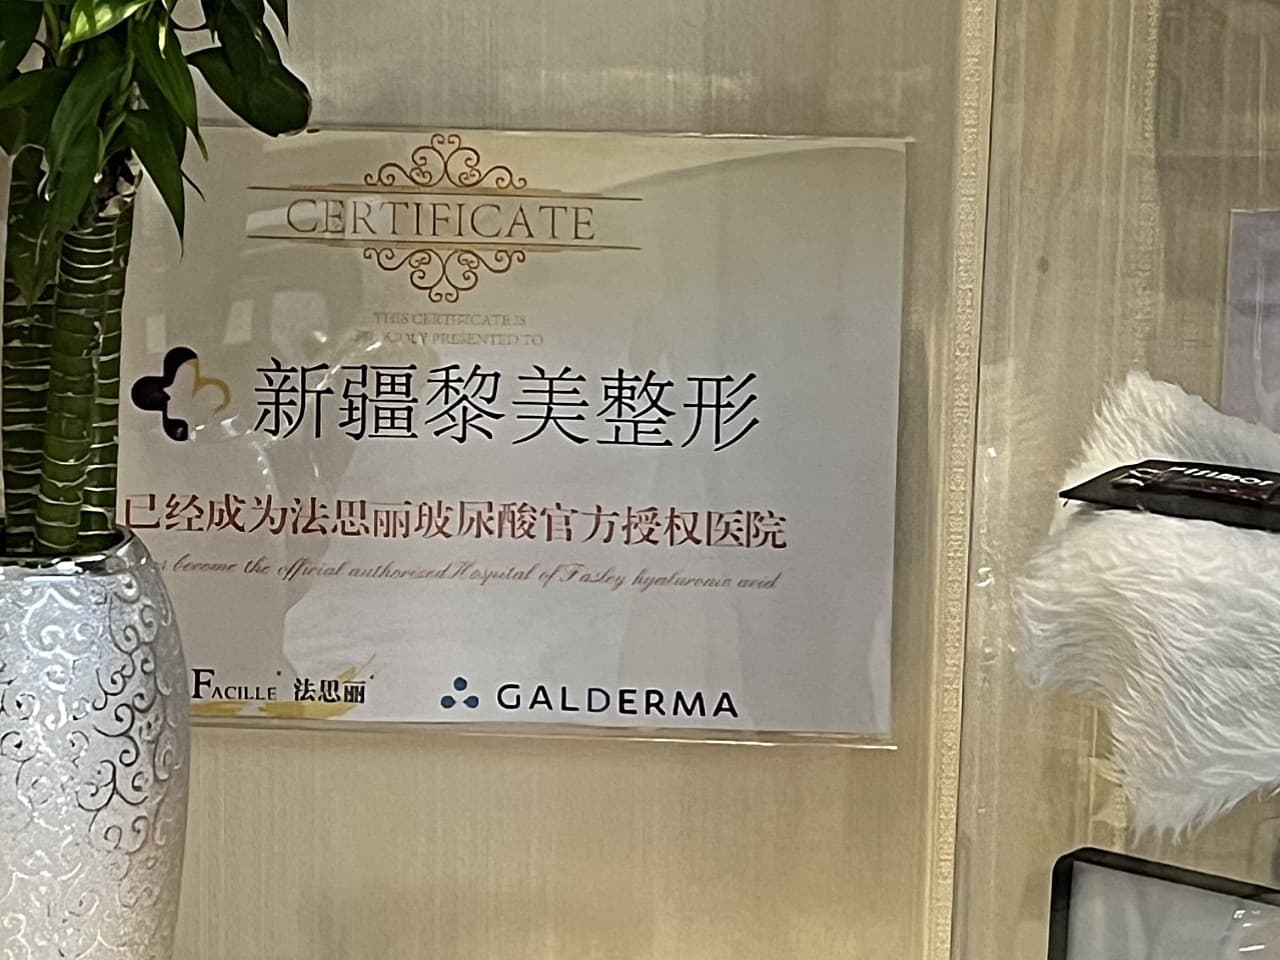 CERTIFICATE
THIS CERTIFICATE IS
PROUDLY PRESENTED TO
新疆黎美整形
已经成为法思丽玻尿酸官方授权医院
become the official authorized Hospital of Fasley hyaluronic acid
FACILLE 法思丽
GALDERMA